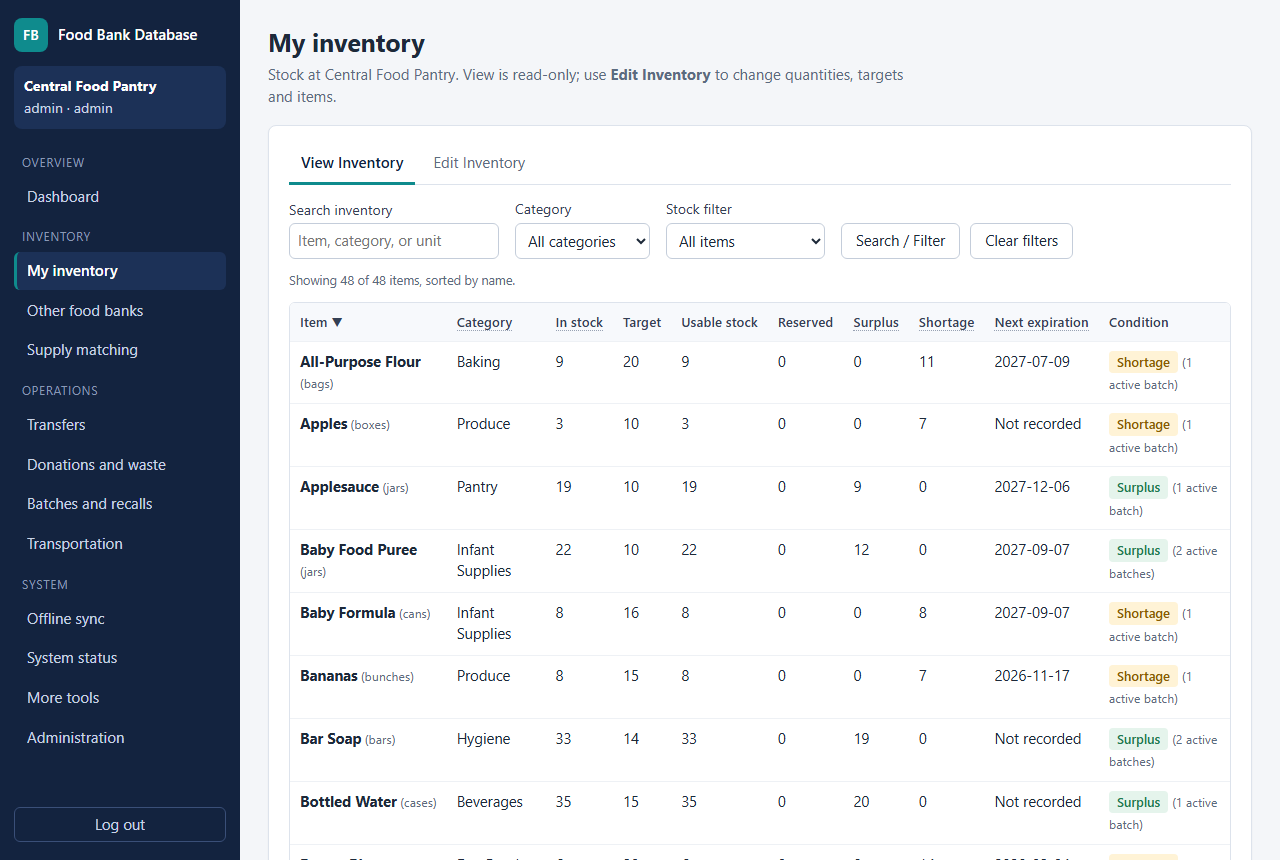 FB Food Bank Database
Central Food Pantry
admin · admin
OVERVIEW
Dashboard
INVENTORY
My inventory
Other food banks
Supply matching
OPERATIONS
Transfers
Donations and waste
Batches and recalls
Transportation
SYSTEM
Offline sync
System status
More tools
Administration
Log out
My inventory
Stock at Central Food Pantry. View is read-only; use Edit Inventory to change quantities, targets
and items.
View Inventory Edit Inventory
Search inventory Category Stock filter
Item, category, or unit All categories All items Search / Filter Clear filters
Showing 48 of 48 items, sorted by name.
Item ▼ Category In stock Target Usable stock Reserved Surplus Shortage Next expiration Condition
All-Purpose Flour Baking 9 20 9 0 0 11 2027-07-09 Shortage (1
(bags) active batch)
Apples (boxes) Produce 3 10 3 0 0 7 Not recorded Shortage (1
active batch)
Applesauce (jars) Pantry 19 10 19 0 9 0 2027-12-06 Surplus (1 active
batch)
Baby Food Puree Infant 22 10 22 0 12 0 2027-09-07 Surplus (2 active
(jars) Supplies batches)
Baby Formula (cans) Infant 8 16 8 0 0 8 2027-09-07 Shortage (1
Supplies active batch)
Bananas (bunches) Produce 8 15 8 0 0 7 2026-11-17 Shortage (1
active batch)
Bar Soap (bars) Hygiene 33 14 33 0 19 0 Not recorded Surplus (2 active
batches)
Bottled Water (cases) Beverages 35 15 35 0 20 0 Not recorded Surplus (1 active
batch)